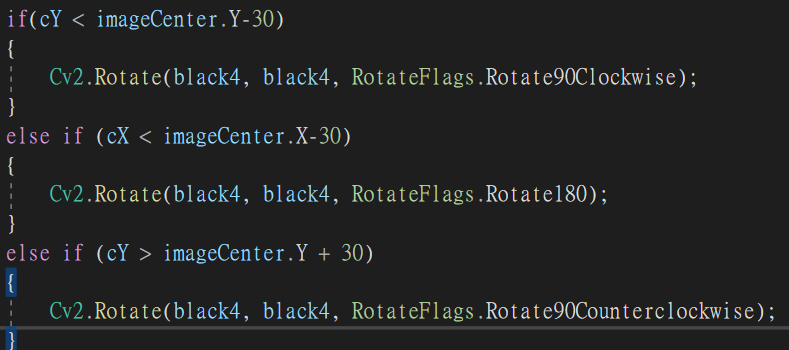 if(cY < imageCenter.Y-30)
{
    Cv2.Rotate(black4, black4, RotateFlags.Rotate90Clockwise);
}
else if (cX < imageCenter.X-30)
{
    Cv2.Rotate(black4, black4, RotateFlags.Rotate180);
}
else if (cY > imageCenter.Y + 30)
{
    Cv2.Rotate(black4, black4, RotateFlags.Rotate90Counterclockwise);
}